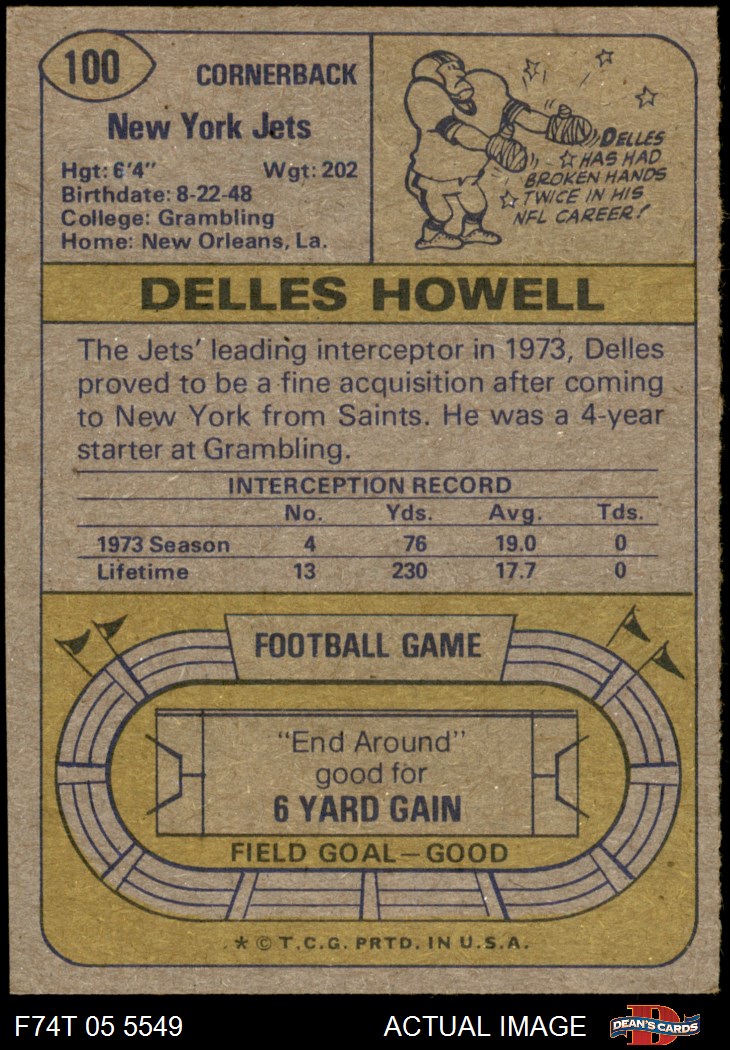 100
CORNERBACK
New York Jets
Hgt: 6'4" Wgt: 202
Birthdate: 8-22-48
College: Grambling
Home: New Orleans, La.
DELLES
HAS HAD
BROKEN HANDS
TWICE IN HIS
NFL CAREER!
DELLES HOWELL
The Jets' leading interceptor in 1973, Delles
proved to be a fine acquisition after coming
to New York from Saints. He was a 4-year
starter at Grambling.
INTERCEPTION RECORD
No. Yds. Avg. Tds.
1973 Season 4 76 19.0 0
Lifetime 13 230 17.7 0
FOOTBALL GAME
"End Around"
good for
6 YARD GAIN
FIELD GOAL—GOOD
* © T.C.G. PRTD. IN U.S.A.
F74T 05 5549 ACTUAL IMAGE
D
DEAN'S CARDS